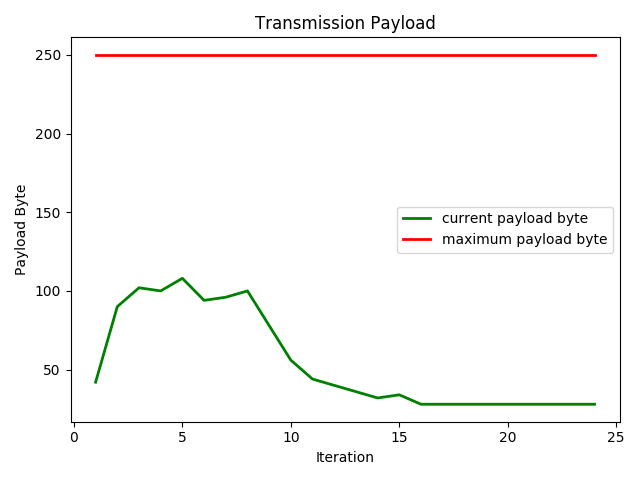 Transmission Payload
250
200
150
100
50
Payload Byte
current payload byte
maximum payload byte
0
5
10
15
20
25
Iteration